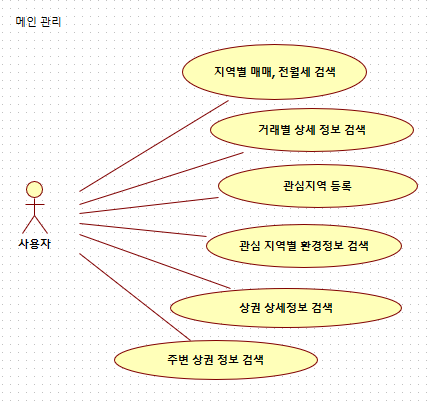 메인 관리
지역별 매매, 전월세 검색
거래별 상세 정보 검색
관심지역 등록
사용자
관심 지역별 환경정보 검색
상권 상세정보 검색
주변 상권 정보 검색